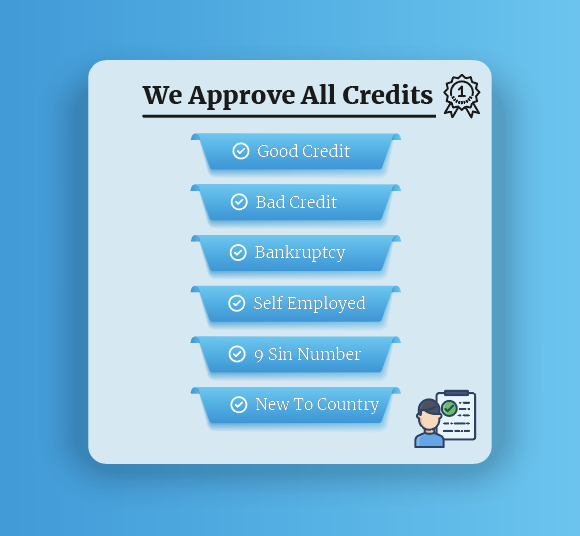 We Approve All Credits
1
Good Credit
Bad Credit
Bankruptcy
Self Employed
9 Sin Number
New To Country